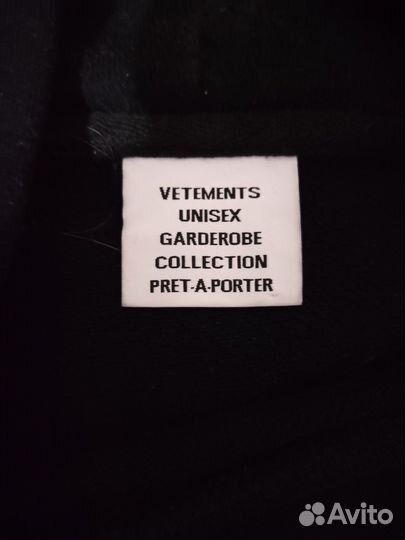 VETEMENTS
UNISEX
GARDEROBE
COLLECTION
PRET-A-PORTER
Avito